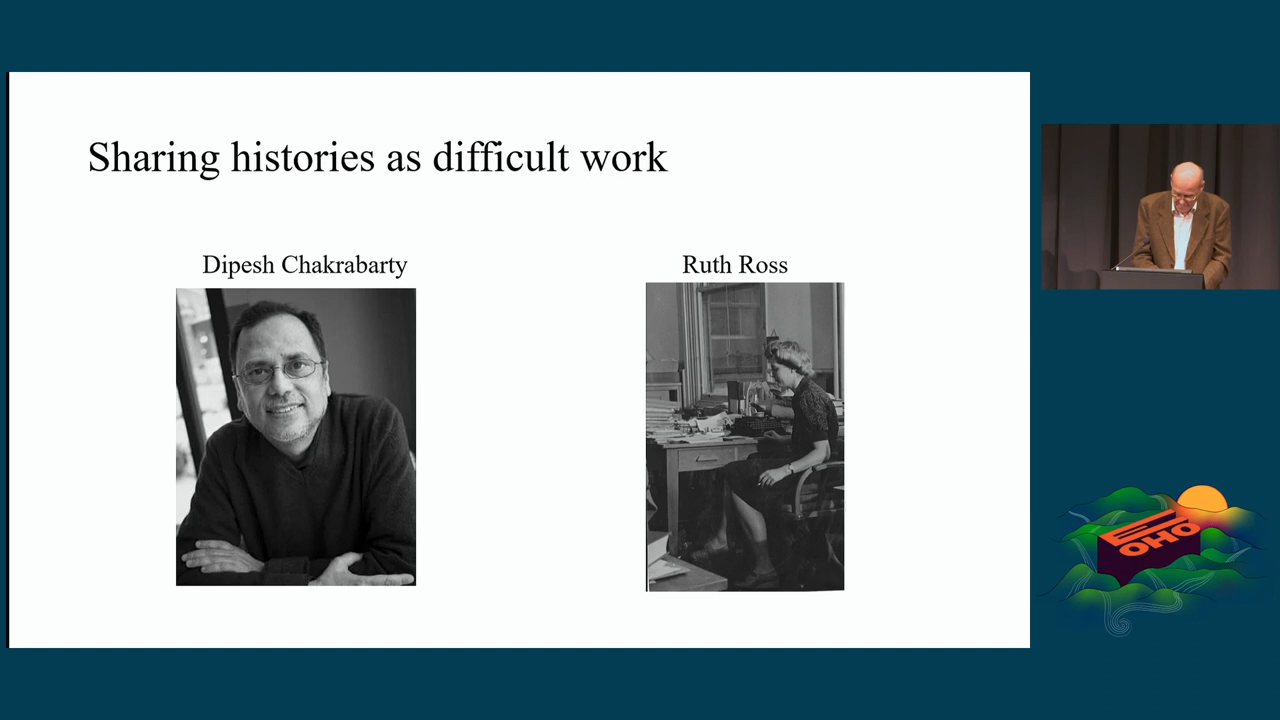 Sharing histories as difficult work
Dipesh Chakrabarty
Ruth Ross
E OHO